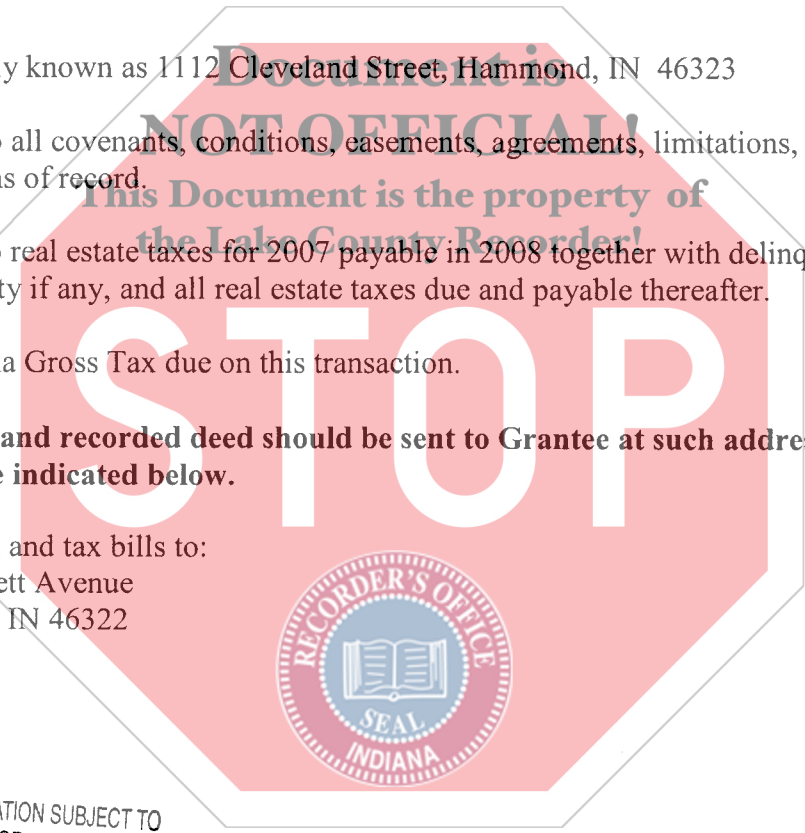 Document is
y known as 1112 Cleveland Street, Hammond, IN 46323
NOT OFFICIAL!
all covenants, conditions, easements, agreements, limitations,
s of record.
This Document is the property of
the Lake County Recorder!
real estate taxes for 2007 payable in 2008 together with delinq
ty if any, and all real estate taxes due and payable thereafter.
STOP
a Gross Tax due on this transaction.
and recorded deed should be sent to Grantee at such addre
e indicated below.
and tax bills to:
ett Avenue
IN 46322
RECORDER'S OFFICE
SEAL
INDIANA
ATION SUBJECT TO